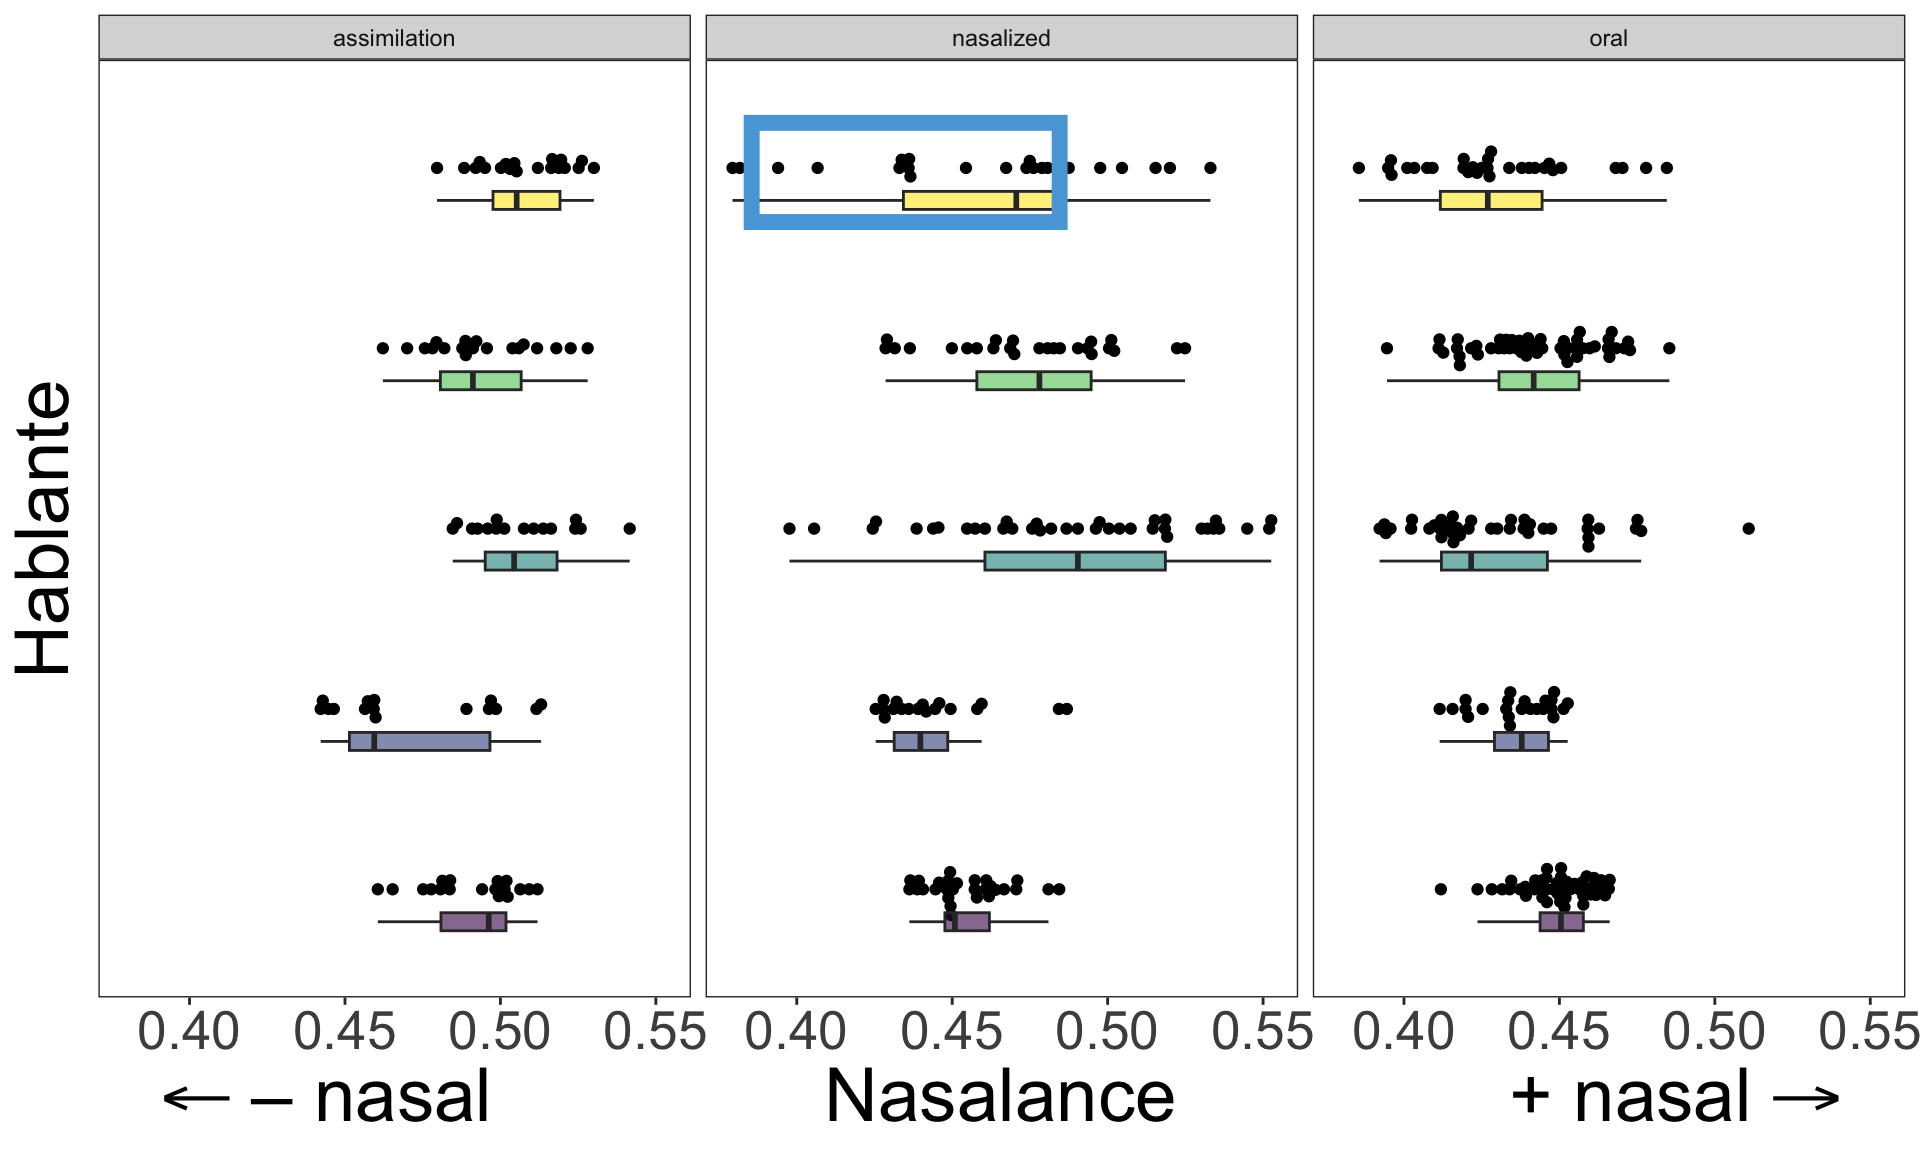 assimilation nasalized oral
Hablante
0.40 0.45 0.50 0.55 0.40 0.45 0.50 0.55 0.40 0.45 0.50 0.55
← – nasal Nasalance + nasal →